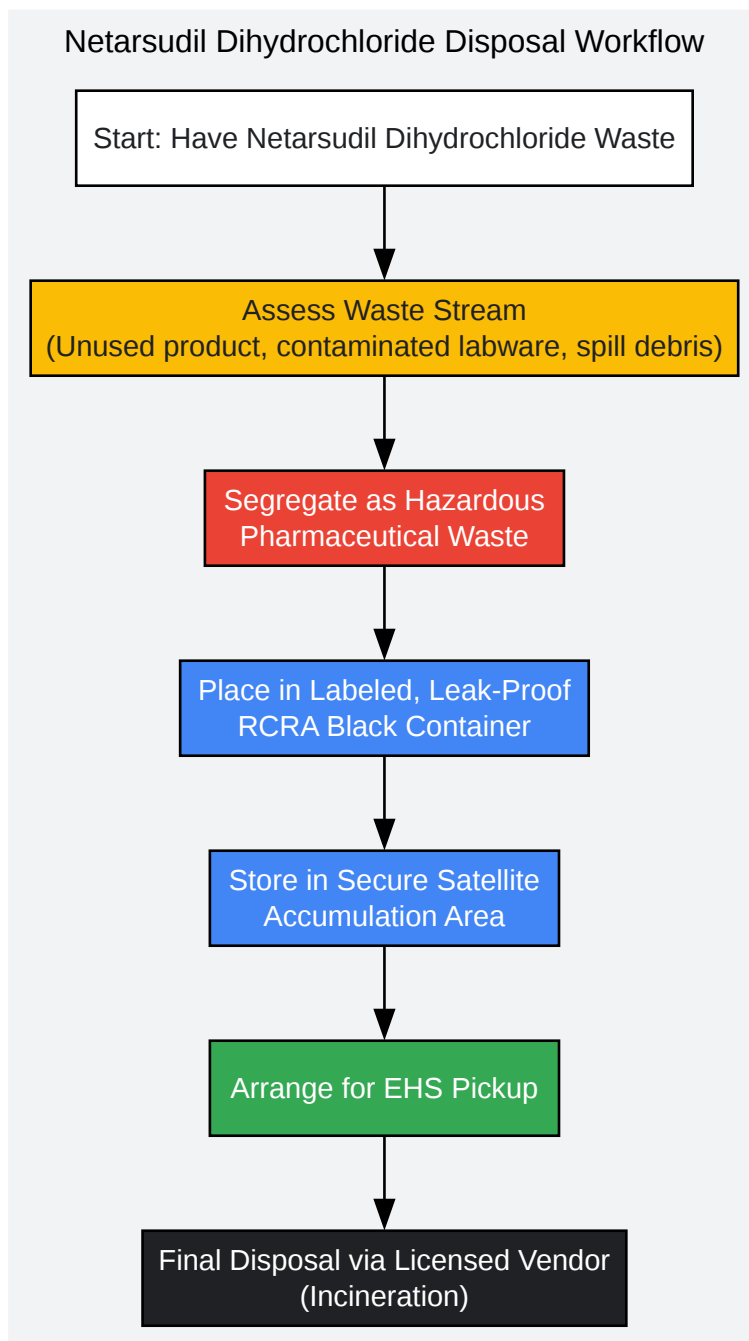 Netarsudil Dihydrochloride Disposal Workflow
Start: Have Netarsudil Dihydrochloride Waste
Assess Waste Stream
(Unused product, contaminated labware, spill debris)
Segregate as Hazardous
Pharmaceutical Waste
Place in Labeled, Leak-Proof
RCRA Black Container
Store in Secure Satellite
Accumulation Area
Arrange for EHS Pickup
Final Disposal via Licensed Vendor
(Incineration)